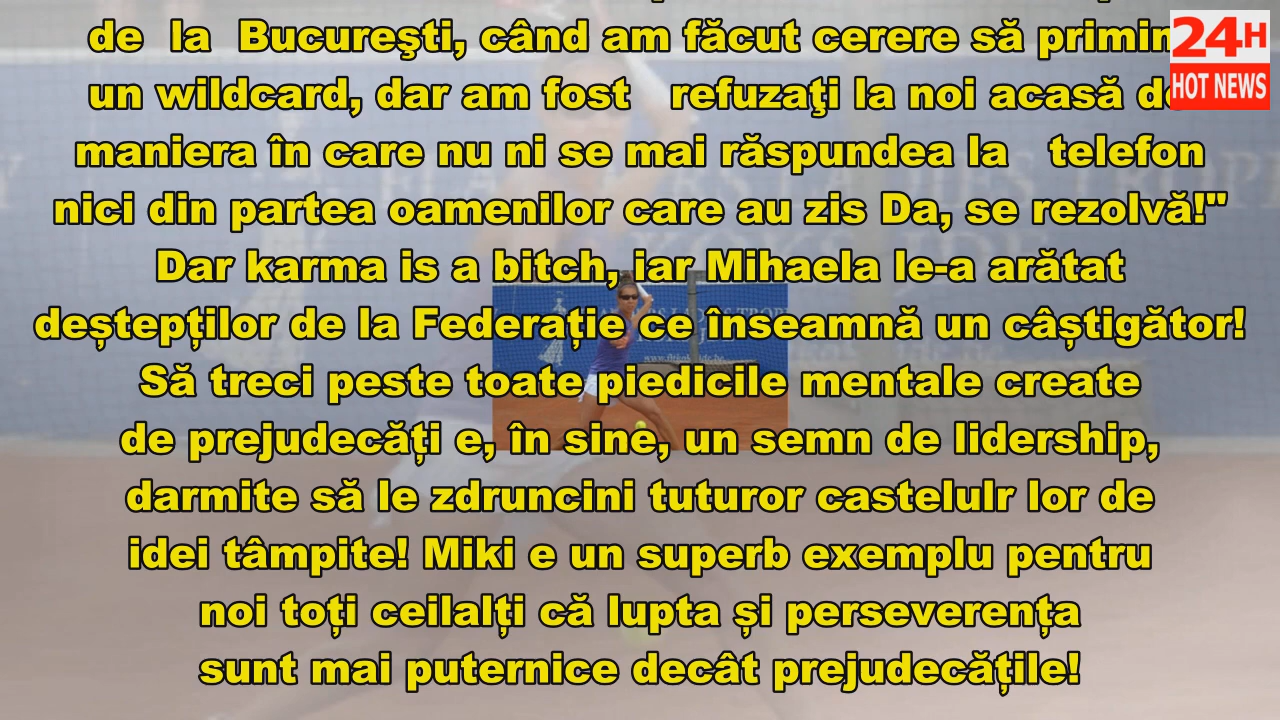 de la Bucureşti, când am făcut cerere să primim
un wildcard, dar am fost refuzaţi la noi acasă de
maniera în care nu ni se mai răspundea la telefon
nici din partea oamenilor care au zis Da, se rezolvă!"
Dar karma is a bitch, iar Mihaela le-a arătat
deștepților de la Federație ce înseamnă un câștigător!
Să treci peste toate piedicile mentale create
de prejudecăți e, în sine, un semn de lidership,
darmite să le zdruncini tuturor castelulr lor de
idei tâmpite! Miki e un superb exemplu pentru
noi toți ceilalți că lupta și perseverența
sunt mai puternice decât prejudecățile!
24H
HOT NEWS